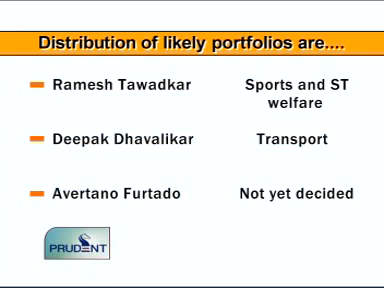 Distribution of likely portfolios are....
Ramesh Tawadkar Sports and ST
welfare
Deepak Dhavalikar Transport
Avertano Furtado Not yet decided
PRUDENT